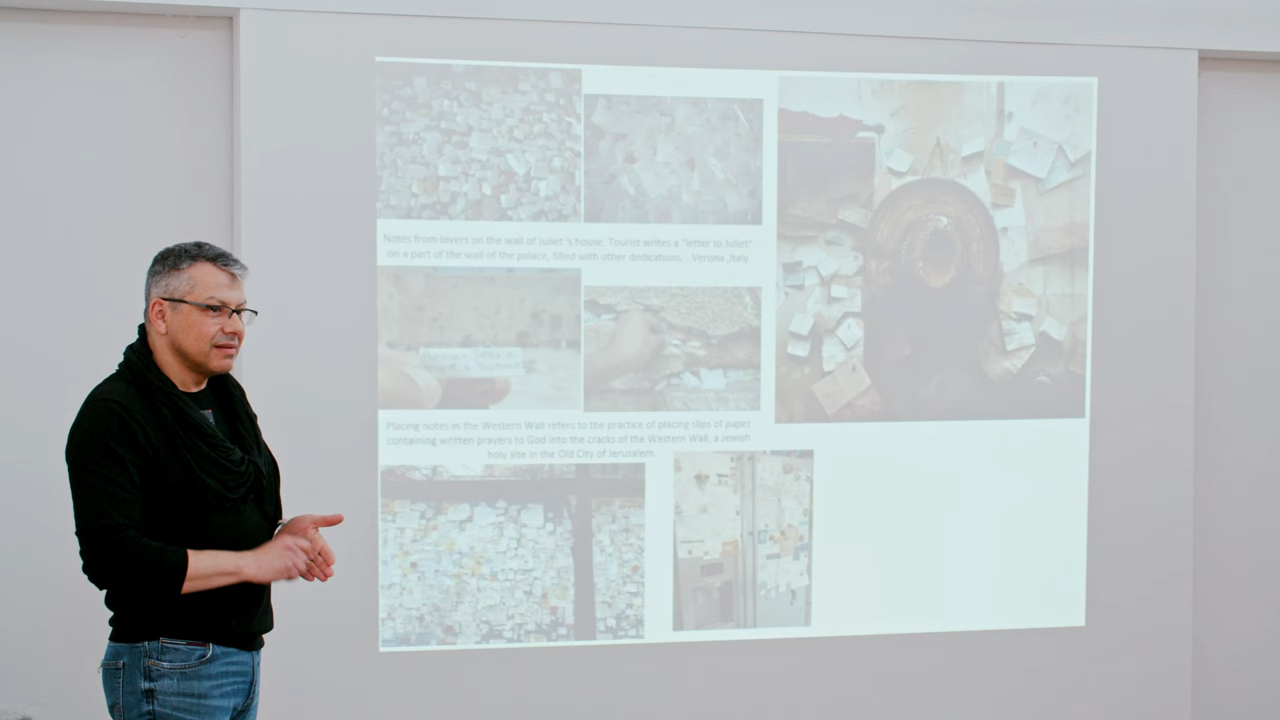 Notes from lovers on the wall of Juliet 's house. Tourist writes a "letter to Juliet"
on a part of the wall of the palace, filled with other dedications. . Verona ,Italy
Placing notes in the Western Wall refers to the practice of placing slips of paper
containing written prayers to God into the cracks of the Western Wall, a Jewish
holy site in the Old City of Jerusalem.